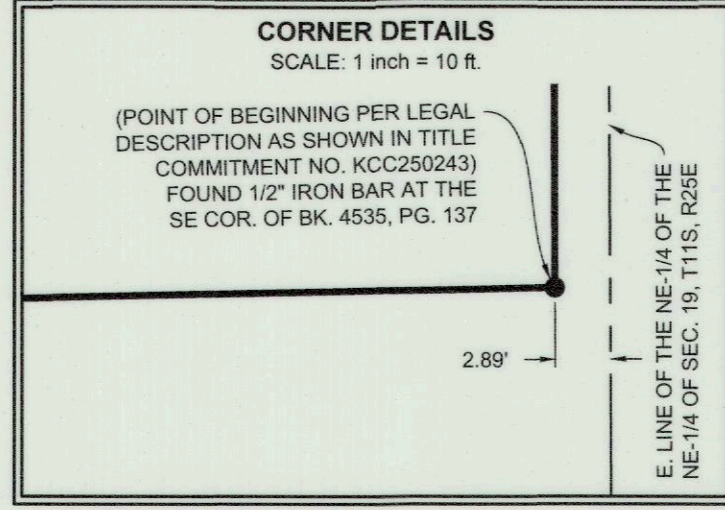 CORNER DETAILS
SCALE: 1 inch = 10 ft.
(POINT OF BEGINNING PER LEGAL
DESCRIPTION AS SHOWN IN TITLE
COMMITMENT NO. KCC250243)
FOUND 1/2" IRON BAR AT THE
SE COR. OF BK. 4535, PG. 137
2.89'
E. LINE OF THE NE-1/4 OF THE
NE-1/4 OF SEC. 19, T11S, R25E